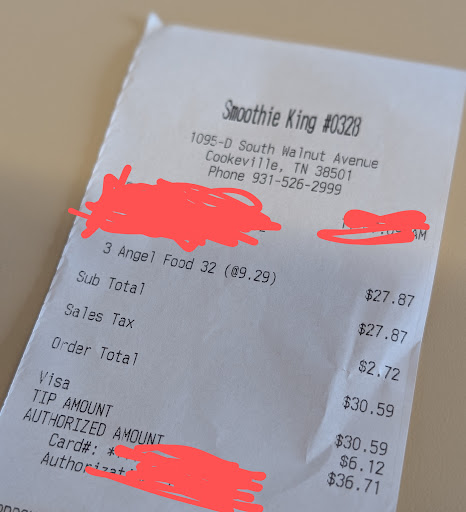 Smoothie King #0328
1095-D South Walnut Avenue
Cookeville, TN 38501
Phone 931-526-2999
AM
3 Angel Food 32 (@9.29) $27.87
Sub Total $27.87
Sales Tax $2.72
Order Total $30.59
Visa $30.59
TIP AMOUNT $6.12
AUTHORIZED AMOUNT $36.71
Card#: